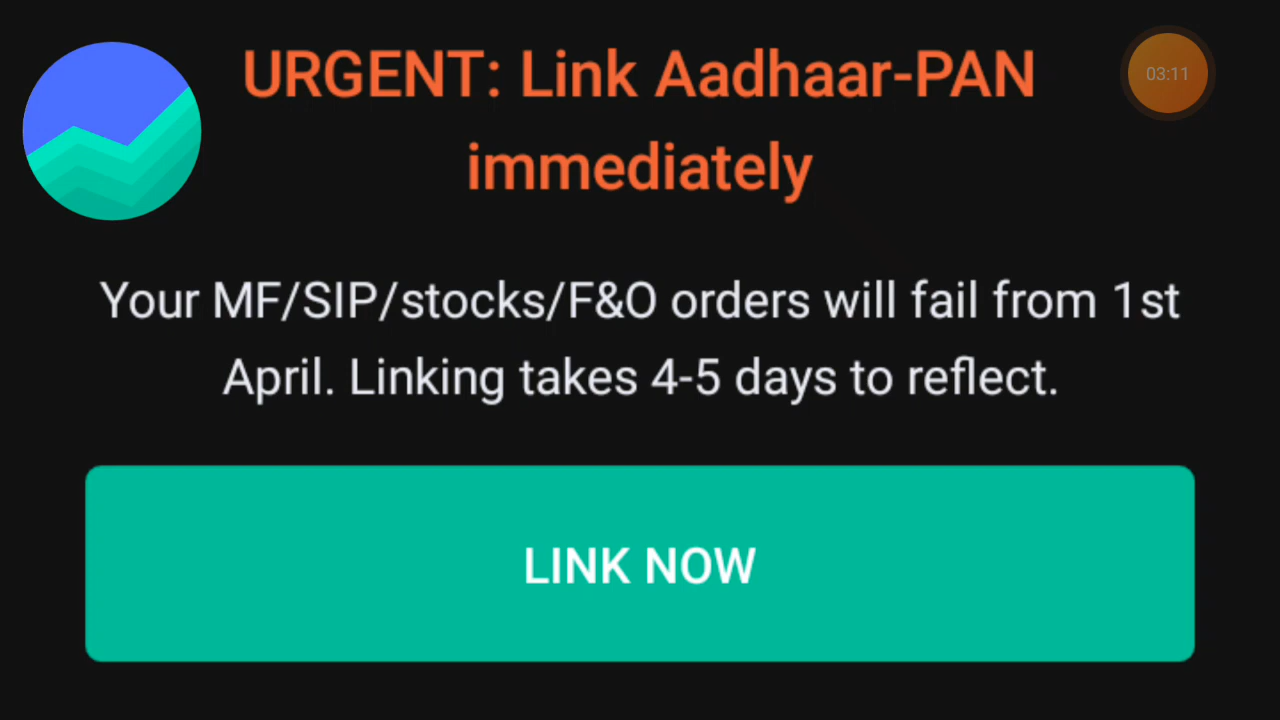 URGENT: Link Aadhaar-PAN
immediately
03:11
Your MF/SIP/stocks/F&O orders will fail from 1st
April. Linking takes 4-5 days to reflect.
LINK NOW